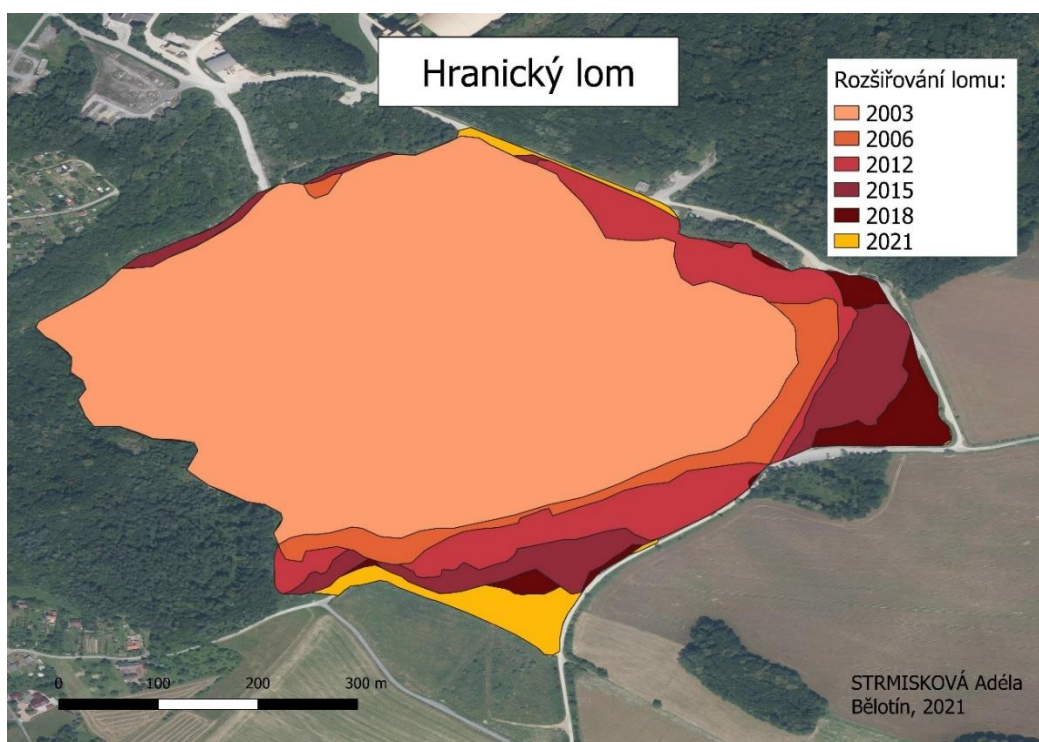 Hranický lom
Rozšiřování lomu:
2003
2006
2012
2015
2018
2021
0 100 200 300 m
STRMISKOVÁ Adéla
Bělotín, 2021